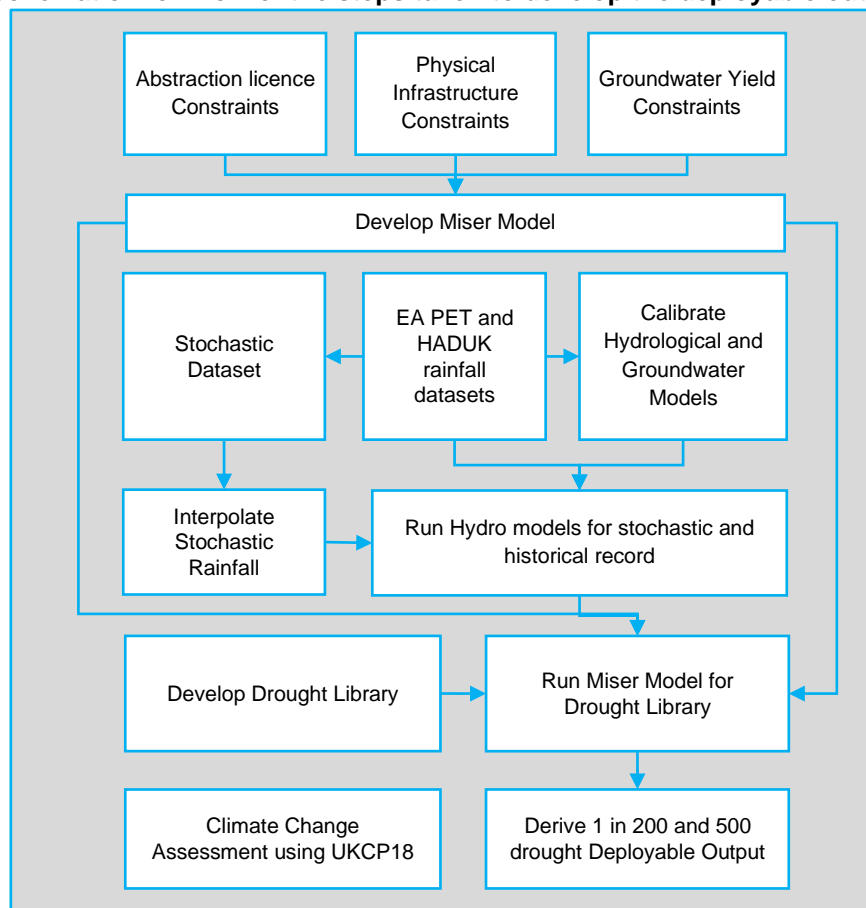 Abstraction licence
Constraints
Physical
Infrastructure
Constraints
Groundwater Yield
Constraints
Develop Miser Model
Stochastic
Dataset
EA PET and
HADUK
rainfall
datasets
Calibrate
Hydrological and
Groundwater
Models
Interpolate
Stochastic
Rainfall
Run Hydro models for stochastic and
historical record
Develop Drought Library
Run Miser Model for
Drought Library
Climate Change
Assessment using UKCP18
Derive 1 in 200 and 500
drought Deployable Output